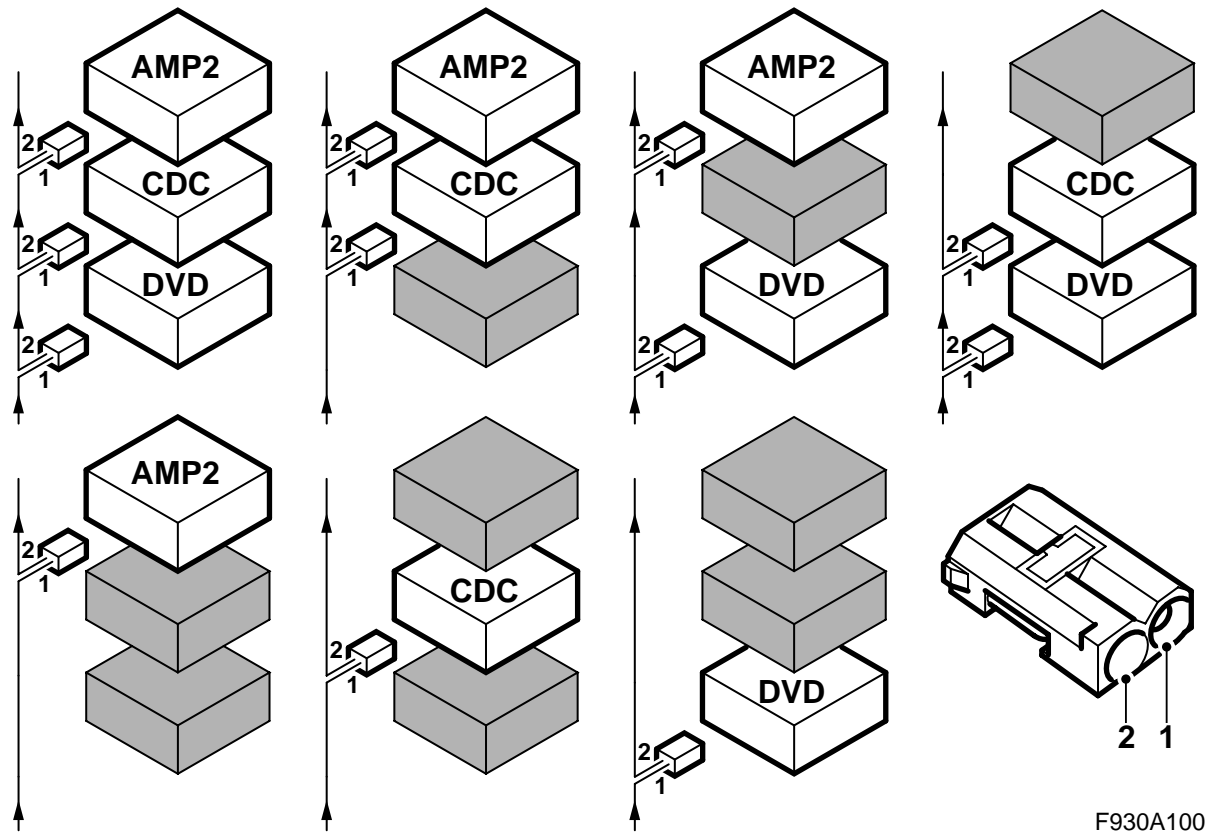 AMP2 AMP2 AMP2
2 2 2
1 CDC 1 CDC 1 CDC
2 2 2
1 DVD 1 DVD 1 DVD
2 2 2
1 1 1
AMP2
2
1 CDC
2
1 DVD
2
1
2 1
F930A100